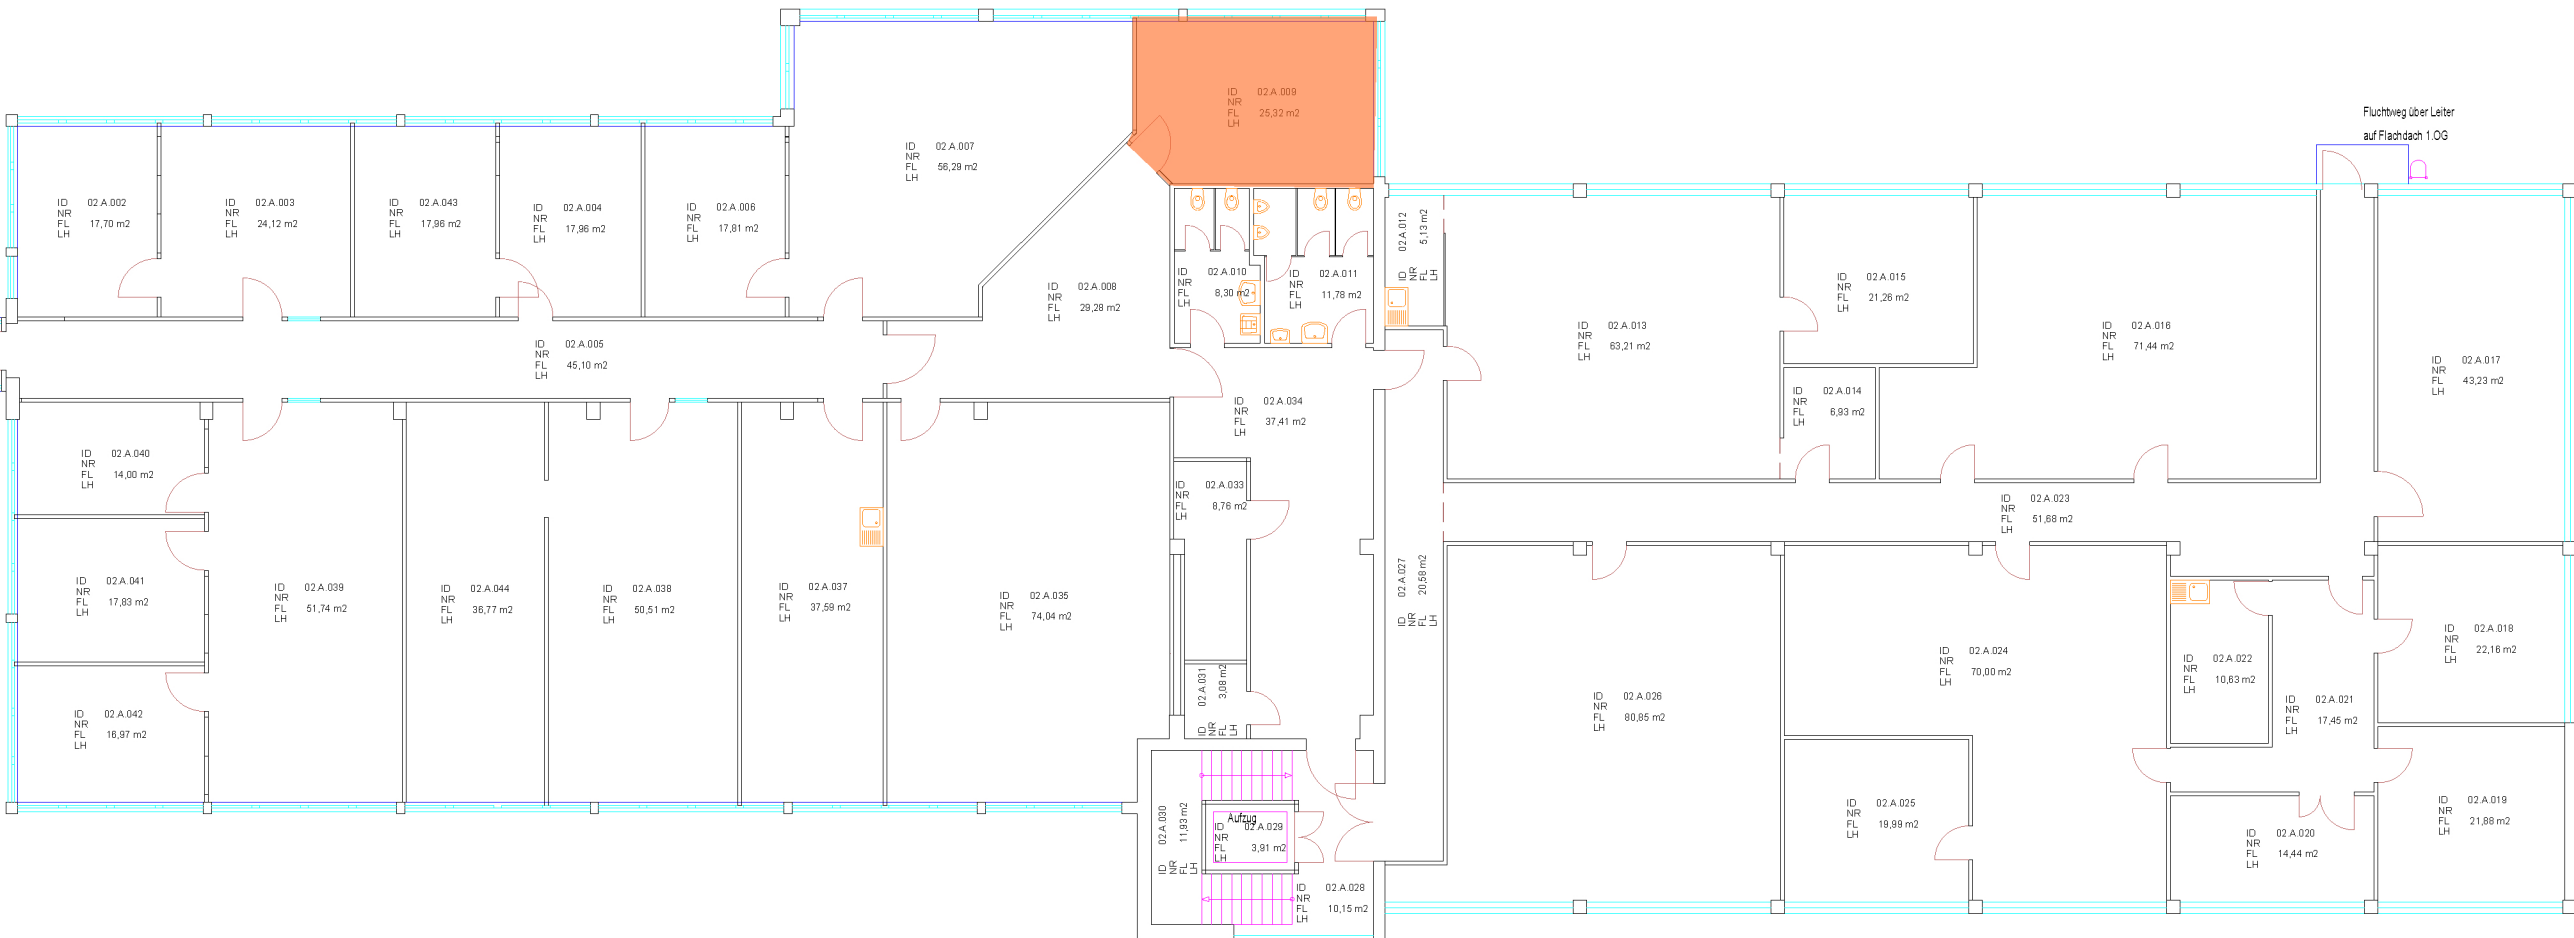 Fluchtweg über Leiter
auf Flachdach 1.OG
ID 02.A.009
NR
FL 25,32 m2
LH
ID 02.A.007
NR
FL 56,29 m2
LH
ID 02.A.002
NR
FL 17,70 m2
LH
ID 02.A.003
NR
FL 24,12 m2
LH
ID 02.A.043
NR
FL 17,96 m2
LH
ID 02.A.004
NR
FL 17,96 m2
LH
ID 02.A.006
NR
FL 17,81 m2
LH
ID 02.A.008
NR
FL 29,28 m2
LH
ID 02.A.010
NR
FL 8,30 m2
LH
ID 02.A.011
NR
FL 11,78 m2
LH
ID 02.A.012
NR
FL 5,13 m2
LH
ID 02.A.013
NR
FL 63,21 m2
LH
ID 02.A.015
NR
FL 21,26 m2
LH
ID 02.A.016
NR
FL 71,44 m2
LH
ID 02.A.017
NR
FL 43,23 m2
LH
ID 02.A.005
NR
FL 45,10 m2
LH
ID 02.A.034
NR
FL 37,41 m2
LH
ID 02.A.014
NR
FL 6,93 m2
LH
ID 02.A.040
NR
FL 14,00 m2
LH
ID 02.A.033
NR
FL 8,76 m2
LH
ID 02.A.023
NR
FL 51,68 m2
LH
ID 02.A.041
NR
FL 17,83 m2
LH
ID 02.A.039
NR
FL 51,74 m2
LH
ID 02.A.044
NR
FL 36,77 m2
LH
ID 02.A.038
NR
FL 50,51 m2
LH
ID 02.A.037
NR
FL 37,59 m2
LH
ID 02.A.035
NR
FL 74,04 m2
LH
ID 02.A.027
NR
FL 20,58 m2
LH
ID 02.A.042
NR
FL 16,97 m2
LH
ID 02.A.031
NR
FL 3,08 m2
LH
ID 02.A.026
NR
FL 80,85 m2
LH
ID 02.A.024
NR
FL 70,00 m2
LH
ID 02.A.022
NR
FL 10,63 m2
LH
ID 02.A.018
NR
FL 22,16 m2
LH
ID 02.A.021
NR
FL 17,45 m2
LH
ID 02.A.030
NR
FL 11,93 m2
LH
Aufzug
ID 02.A.029
NR
FL 3,91 m2
LH
ID 02.A.025
NR
FL 19,99 m2
LH
ID 02.A.019
NR
FL 21,88 m2
LH
ID 02.A.020
NR
FL 14,44 m2
LH
ID 02.A.028
NR
FL 10,15 m2
LH